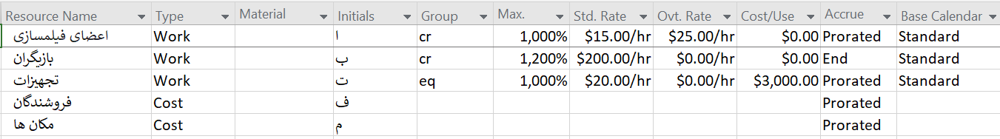 Resource Name Type Material Initials Group Max. Std. Rate Ovt. Rate Cost/Use Accrue Base Calendar
اعضای فیلمسازی Work ا cr 1,000% $15.00/hr $25.00/hr $0.00 Prorated Standard
بازیگران Work ب cr 1,200% $200.00/hr $0.00/hr $0.00 End Standard
تجهیزات Work ت eq 1,000% $20.00/hr $0.00/hr $3,000.00 Prorated Standard
فروشندگان Cost ف Prorated
مکان ها Cost م Prorated